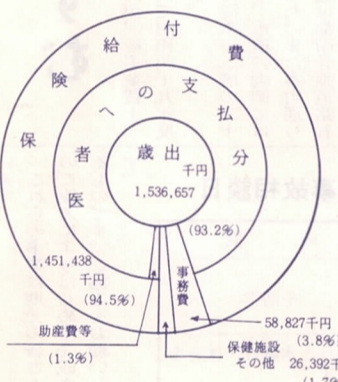 保険給付費
医者への支払分
(93.2%)
歳出
千円
1,536,657
1,451,438
千円
(94.5%)
事務費
助産費等
(1.3%)
58,827千円
(3.8%)
保健施設
その他 26,392千
(1.7%